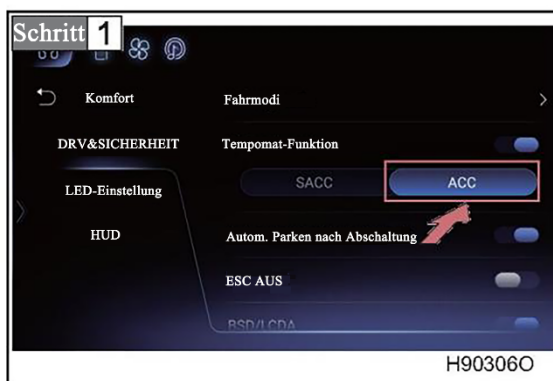 Schritt 1
Komfort
Fahrmodi
DRV&SICHERHEIT
Tempomat-Funktion
SACC
ACC
LED-Einstellung
HUD
Autom. Parken nach Abschaltung
ESC AUS
BSD/LCDA
H90306O